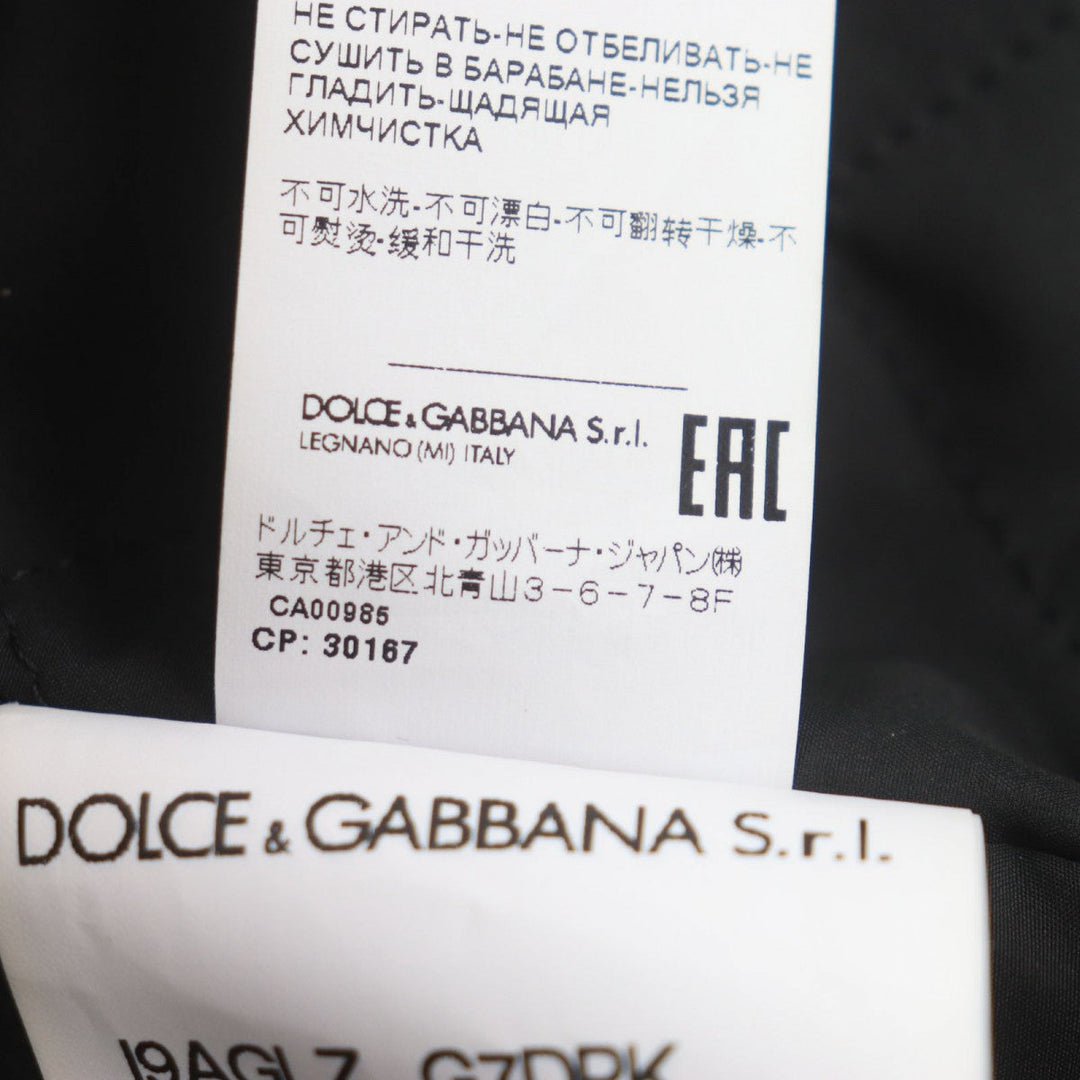 НЕ СТИРАТЬ-НЕ ОТБЕЛИВАТЬ-НЕ
СУШИТЬ В БАРАБАНЕ-НЕЛЬЗЯ
ГЛАДИТЬ-ЩАДЯЩАЯ
ХИМЧИСТКА
不可水洗-不可漂白-不可翻转干燥-不
可熨烫-缓和干洗
DOLCE & GABBANA S.r.l.
LEGNANO (MI) ITALY
EAC
ドルチェ・アンド・ガッバーナ・ジャパン㈱
東京都港区北青山3-6-7-8F
CA00985
CP: 30167
DOLCE & GABBANA S.r.l.